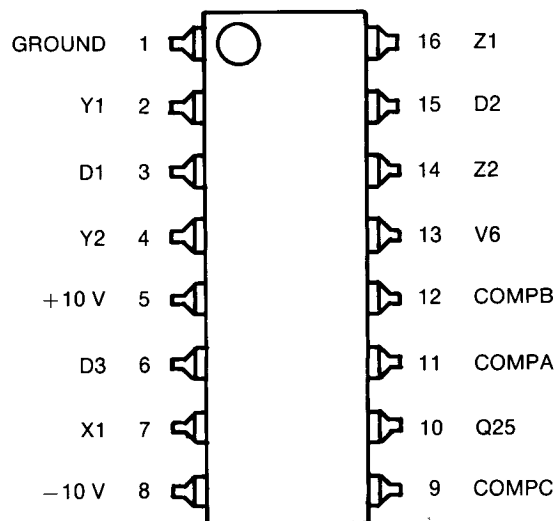 GROUND 1 16 Z1
Y1 2 15 D2
D1 3 14 Z2
Y2 4 13 V6
+10 V 5 12 COMPB
D3 6 11 COMPA
X1 7 10 Q25
−10 V 8 9 COMPC